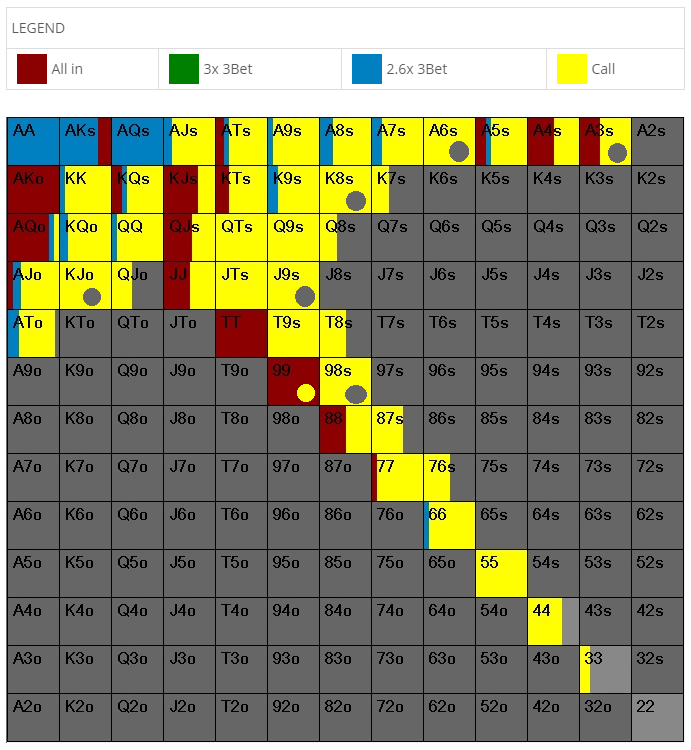 LEGEND
All in 3x 3Bet 2.6x 3Bet Call
AA AKs AQs AJs ATs A9s A8s A7s A6s A5s A4s A3s A2s
AKo KK KQs KJs KTs K9s K8s K7s K6s K5s K4s K3s K2s
AQo KQo QQ QJs QTs Q9s Q8s Q7s Q6s Q5s Q4s Q3s Q2s
AJo KJo QJo JJ JTs J9s J8s J7s J6s J5s J4s J3s J2s
ATo KTo QTo JTo TT T9s T8s T7s T6s T5s T4s T3s T2s
A9o K9o Q9o J9o T9o 99 98s 97s 96s 95s 94s 93s 92s
A8o K8o Q8o J8o T8o 98o 88 87s 86s 85s 84s 83s 82s
A7o K7o Q7o J7o T7o 97o 87o 77 76s 75s 74s 73s 72s
A6o K6o Q6o J6o T6o 96o 86o 76o 66 65s 64s 63s 62s
A5o K5o Q5o J5o T5o 95o 85o 75o 65o 55 54s 53s 52s
A4o K4o Q4o J4o T4o 94o 84o 74o 64o 54o 44 43s 42s
A3o K3o Q3o J3o T3o 93o 83o 73o 63o 53o 43o 33 32s
A2o K2o Q2o J2o T2o 92o 82o 72o 62o 52o 42o 32o 22